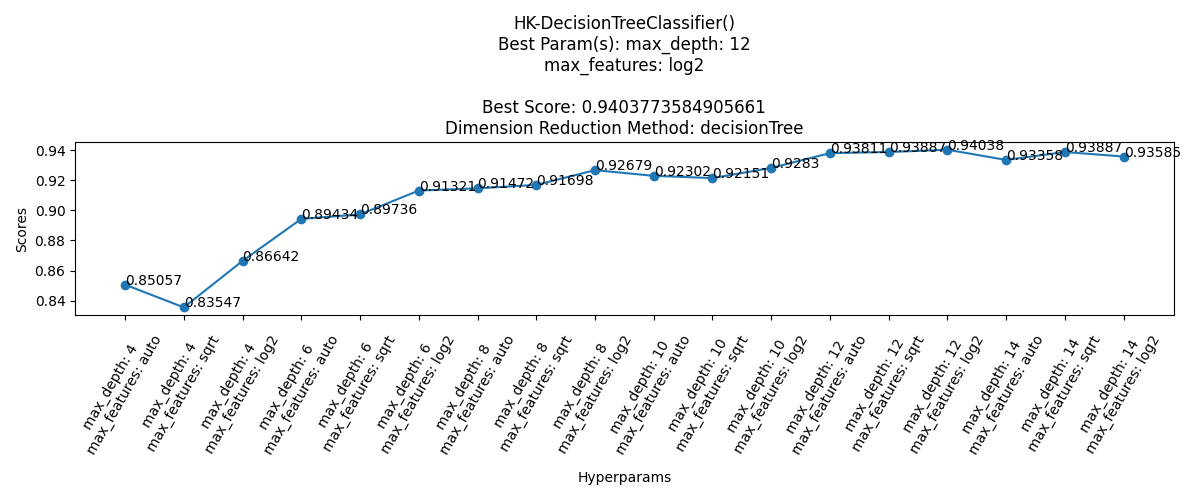 HK-DecisionTreeClassifier()
Best Param(s): max_depth: 12
max_features: log2
Best Score: 0.9403773584905661
Dimension Reduction Method: decisionTree
Scores
0.94
0.92
0.90
0.88
0.86
0.84
0.85057
0.83547
0.86642
0.89434
0.89736
0.91321
0.91472
0.91698
0.92679
0.92302
0.92151
0.9283
0.93811
0.93887
0.94038
0.93358
0.93887
0.93585
max_depth: 4
max_features: auto
max_depth: 4
max_features: sqrt
max_depth: 4
max_features: log2
max_depth: 6
max_features: auto
max_depth: 6
max_features: sqrt
max_depth: 6
max_features: log2
max_depth: 8
max_features: auto
max_depth: 8
max_features: sqrt
max_depth: 8
max_features: log2
max_depth: 10
max_features: auto
max_depth: 10
max_features: sqrt
max_depth: 10
max_features: log2
max_depth: 12
max_features: auto
max_depth: 12
max_features: sqrt
max_depth: 12
max_features: log2
max_depth: 14
max_features: auto
max_depth: 14
max_features: sqrt
max_depth: 14
max_features: log2
Hyperparams